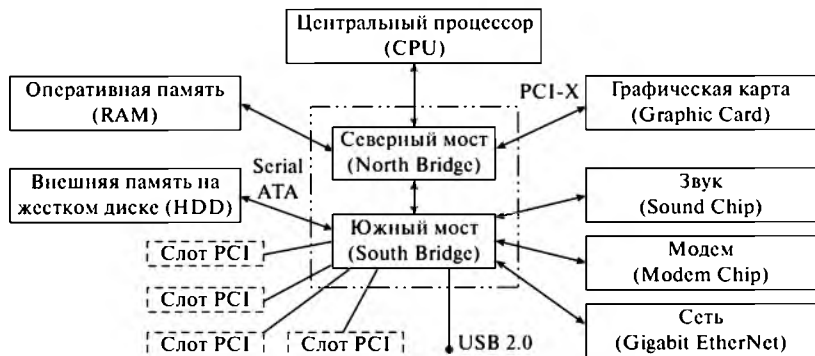 Центральный процессор
(CPU)
Оперативная память
(RAM)
PCI-X
Графическая карта
(Graphic Card)
Северный мост
(North Bridge)
Serial
ATA
Внешняя память на
жестком диске (HDD)
Звук
(Sound Chip)
Южный мост
(South Bridge)
Слот PCI
Модем
(Modem Chip)
Слот PCI
Слот PCI
Слот PCI
USB 2.0
Сеть
(Gigabit EtherNet)